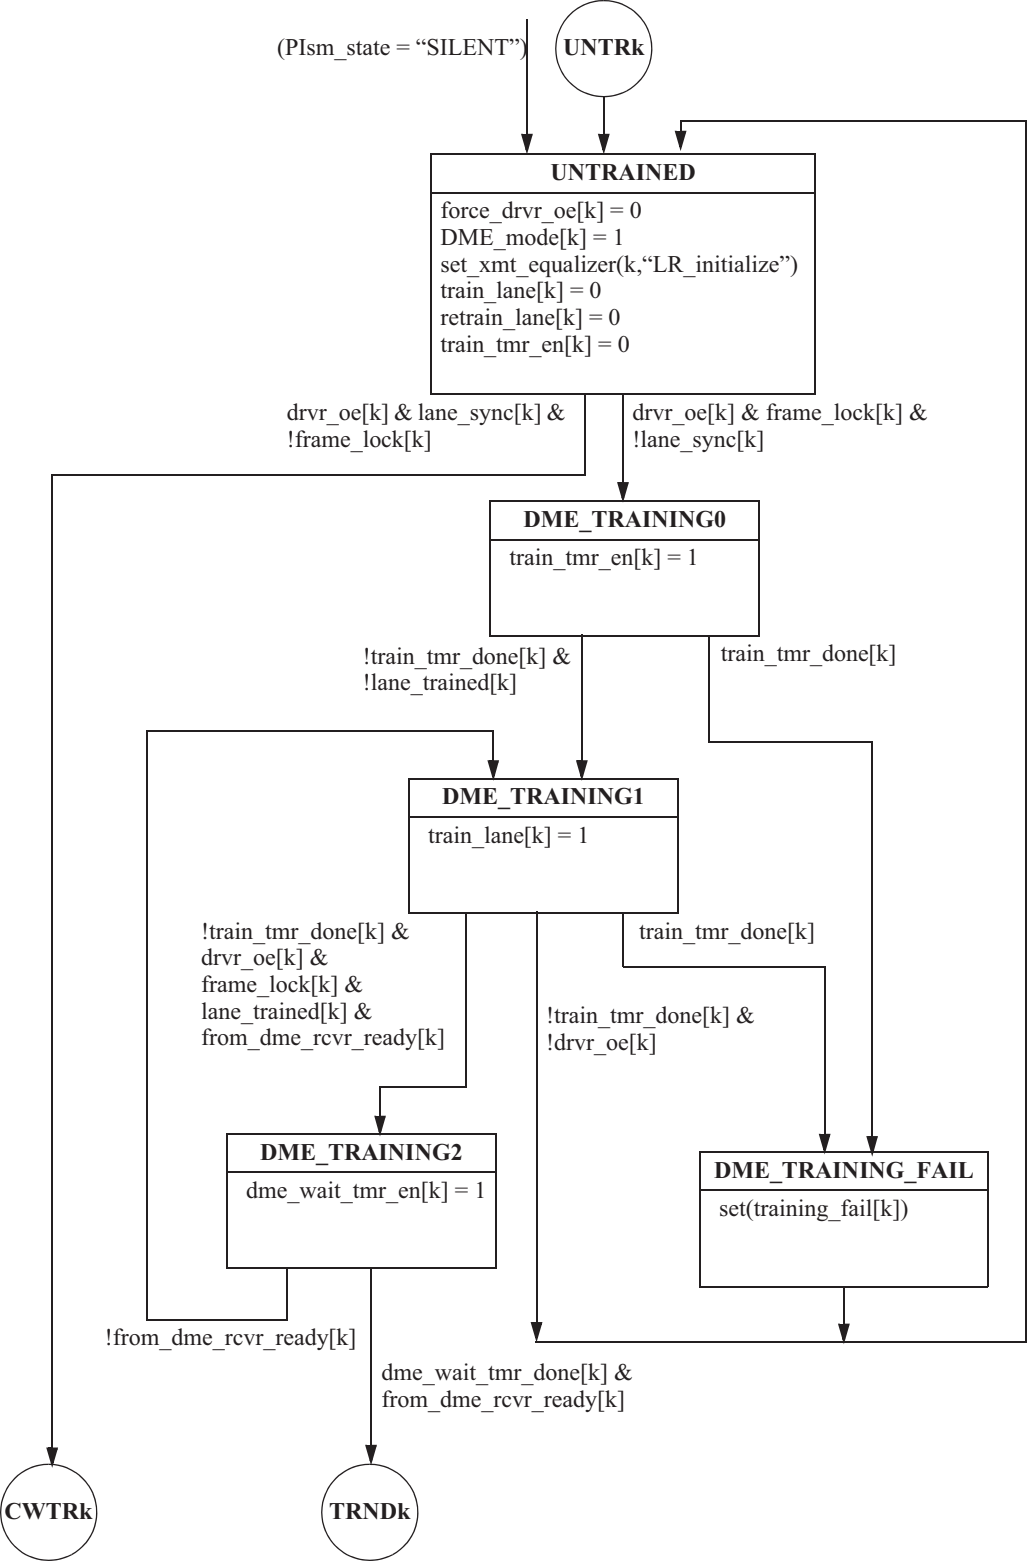 (PIsm_state = “SILENT”)
UNTRk
UNTRAINED
force_drvr_oe[k] = 0
DME_mode[k] = 1
set_xmt_equalizer(k,“LR_initialize”)
train_lane[k] = 0
retrain_lane[k] = 0
train_tmr_en[k] = 0
drvr_oe[k] & lane_sync[k] &
!frame_lock[k]
drvr_oe[k] & frame_lock[k] &
!lane_sync[k]
DME_TRAINING0
train_tmr_en[k] = 1
!train_tmr_done[k] &
!lane_trained[k]
train_tmr_done[k]
DME_TRAINING1
train_lane[k] = 1
!train_tmr_done[k] &
drvr_oe[k] &
frame_lock[k] &
lane_trained[k] &
from_dme_rcvr_ready[k]
train_tmr_done[k]
!train_tmr_done[k] &
!drvr_oe[k]
DME_TRAINING2
dme_wait_tmr_en[k] = 1
DME_TRAINING_FAIL
set(training_fail[k])
!from_dme_rcvr_ready[k]
dme_wait_tmr_done[k] &
from_dme_rcvr_ready[k]
CWTRk
TRNDk